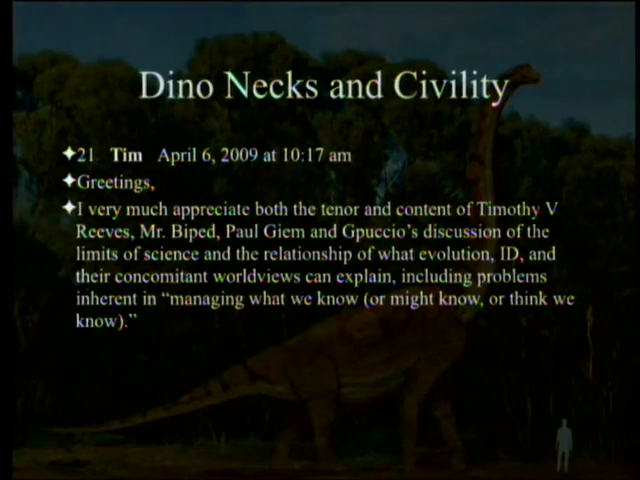 Dino Necks and Civility
✦21 Tim April 6, 2009 at 10:17 am
✦Greetings,
✦I very much appreciate both the tenor and content of Timothy V
Reeves, Mr. Biped, Paul Giem and Gpuccio's discussion of the
limits of science and the relationship of what evolution, ID, and
their concomitant worldviews can explain, including problems
inherent in “managing what we know (or might know, or think we
know).”